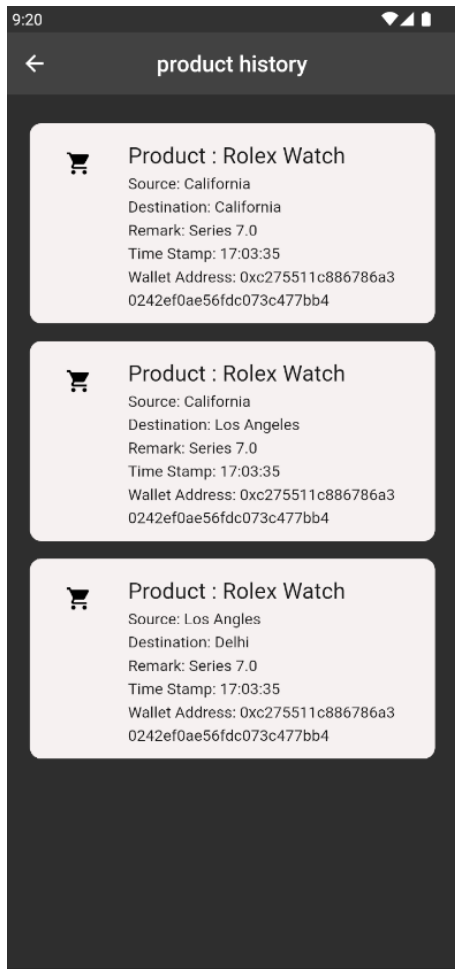 9:20
product history
Product : Rolex Watch
Source: California
Destination: California
Remark: Series 7.0
Time Stamp: 17:03:35
Wallet Address: 0xc275511c886786a3
0242ef0ae56fdc073c477bb4
Product : Rolex Watch
Source: California
Destination: Los Angeles
Remark: Series 7.0
Time Stamp: 17:03:35
Wallet Address: 0xc275511c886786a3
0242ef0ae56fdc073c477bb4
Product : Rolex Watch
Source: Los Angles
Destination: Delhi
Remark: Series 7.0
Time Stamp: 17:03:35
Wallet Address: 0xc275511c886786a3
0242ef0ae56fdc073c477bb4